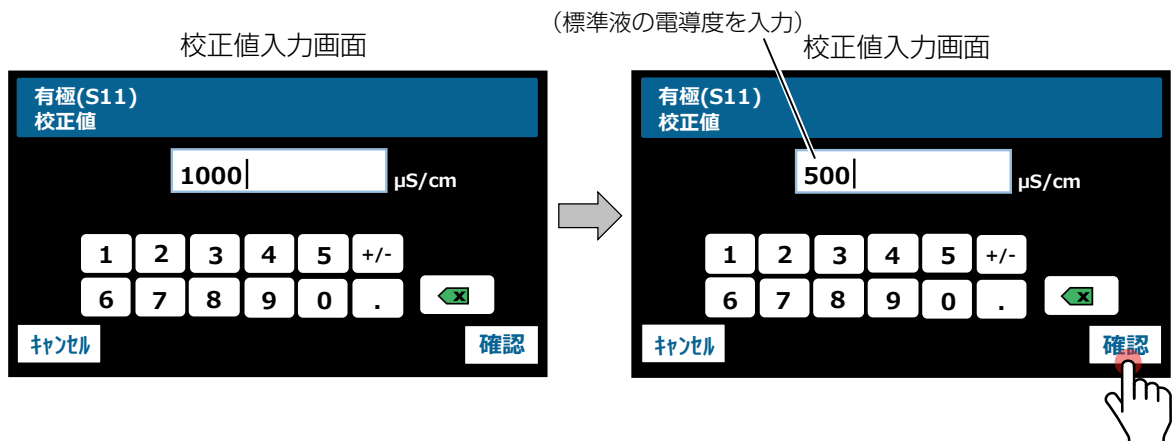 校正値入力画面
有極(S11)
校正値
1000
µS/cm
1 2 3 4 5 +/-
6 7 8 9 0 .
x
ｷｬﾝｾﾙ
確認
（標準液の電導度を入力）
校正値入力画面
有極(S11)
校正値
500
µS/cm
1 2 3 4 5 +/-
6 7 8 9 0 .
x
ｷｬﾝｾﾙ
確認